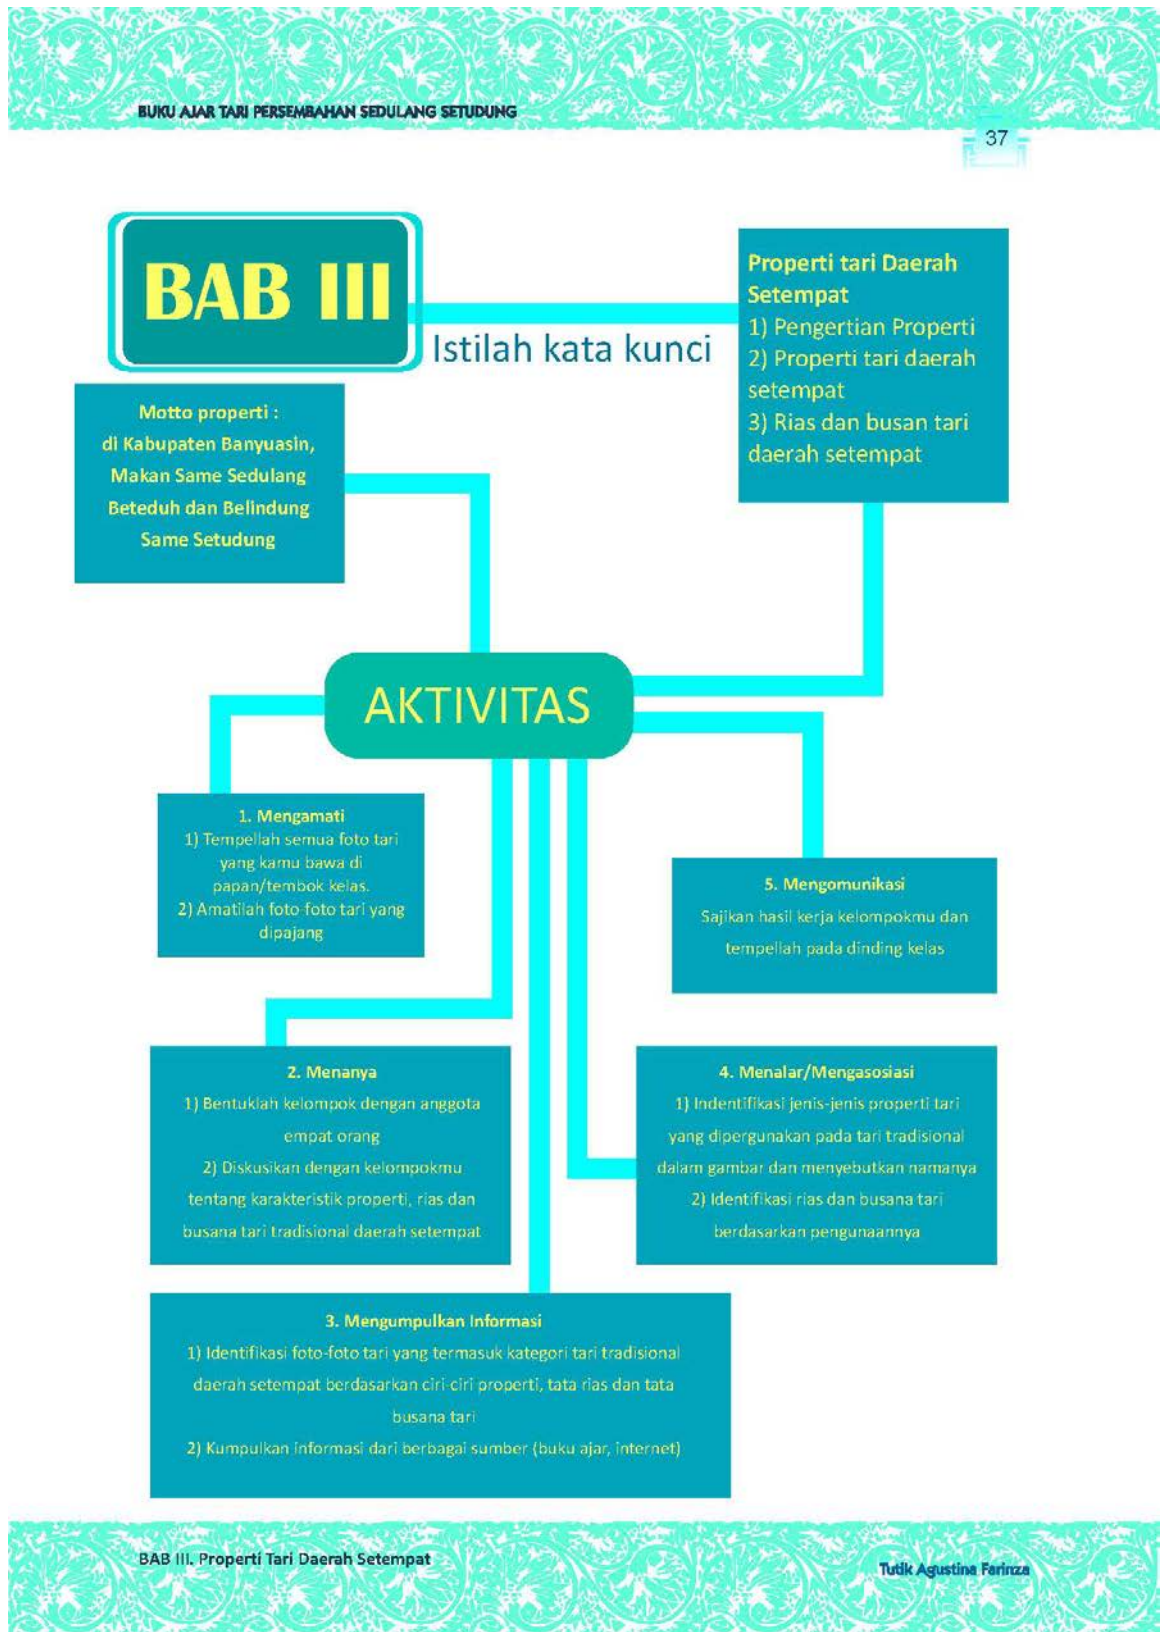 BUKU AJAR TARI PERSEMBAHAN SEDULANG SETUDUNG
37
BAB III
Istilah kata kunci
Properti tari Daerah
Setempat
1) Pengertian Properti
2) Properti tari daerah
setempat
3) Rias dan busan tari
daerah setempat
Motto properti :
di Kabupaten Banyuasin,
Makan Same Sedulang
Beteduh dan Belindung
Same Setudung
AKTIVITAS
1. Mengamati
1) Tempellah semua foto tari
yang kamu bawa di
papan/tembok kelas.
2) Amatilah foto-foto tari yang
dipajang
5. Mengomunikasi
Sajikan hasil kerja kelompokmu dan
tempellah pada dinding kelas
2. Menanya
1) Bentuklah kelompok dengan anggota
empat orang
2) Diskusikan dengan kelompokmu
tentang karakteristik properti, rias dan
busana tari tradisional daerah setempat
4. Menalar/Mengasosiasi
1) Indentifikasi jenis-jenis properti tari
yang dipergunakan pada tari tradisional
dalam gambar dan menyebutkan namanya
2) Identifikasi rias dan busana tari
berdasarkan pengunaannya
3. Mengumpulkan Informasi
1) Identifikasi foto-foto tari yang termasuk kategori tari tradisional
daerah setempat berdasarkan ciri-ciri properti, tata rias dan tata
busana tari
2) Kumpulkan informasi dari berbagai sumber (buku ajar, internet)
BAB III. Properti Tari Daerah Setempat
Tutik Agustina Farinza